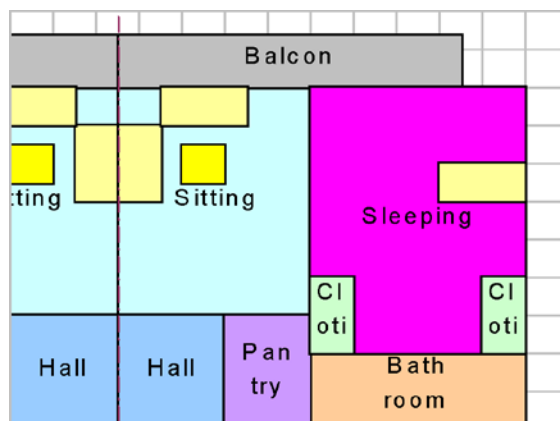 Balcon
tting
Sitting
Sleeping
Cl
oti
Cl
oti
Hall
Hall
Pan
try
Bath
room